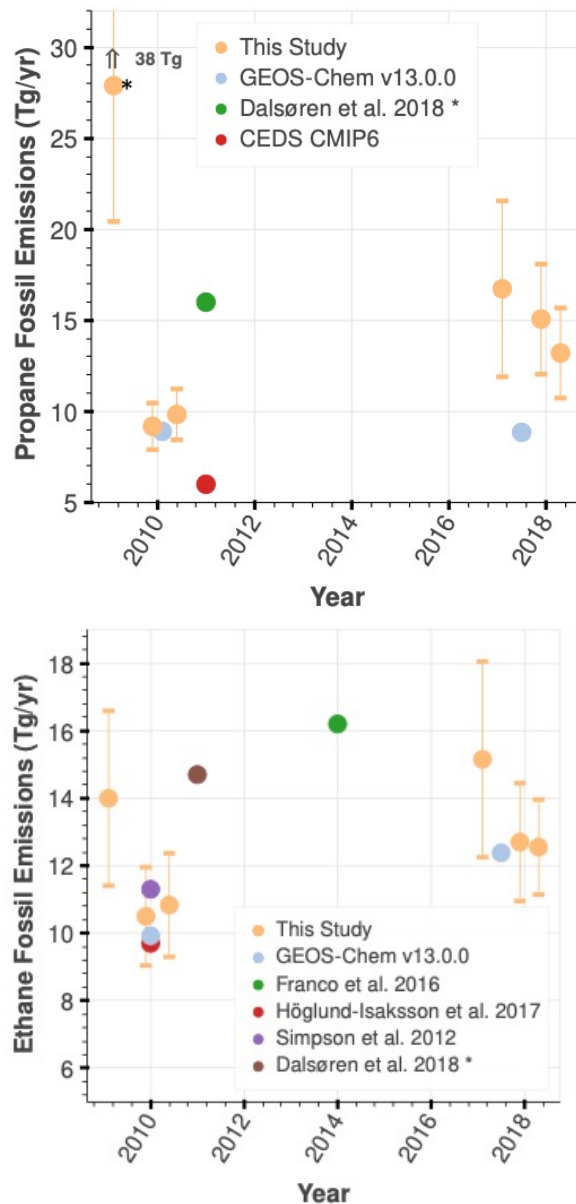 Propane Fossil Emissions (Tg/yr)
30
25
20
15
10
5
⇑ 38 Tg
*
This Study
GEOS-Chem v13.0.0
Dalsøren et al. 2018 *
CEDS CMIP6
2010
2012
2014
2016
2018
Year
Ethane Fossil Emissions (Tg/yr)
18
16
14
12
10
8
6
This Study
GEOS-Chem v13.0.0
Franco et al. 2016
Höglund-Isaksson et al. 2017
Simpson et al. 2012
Dalsøren et al. 2018 *
2010
2012
2014
2016
2018
Year